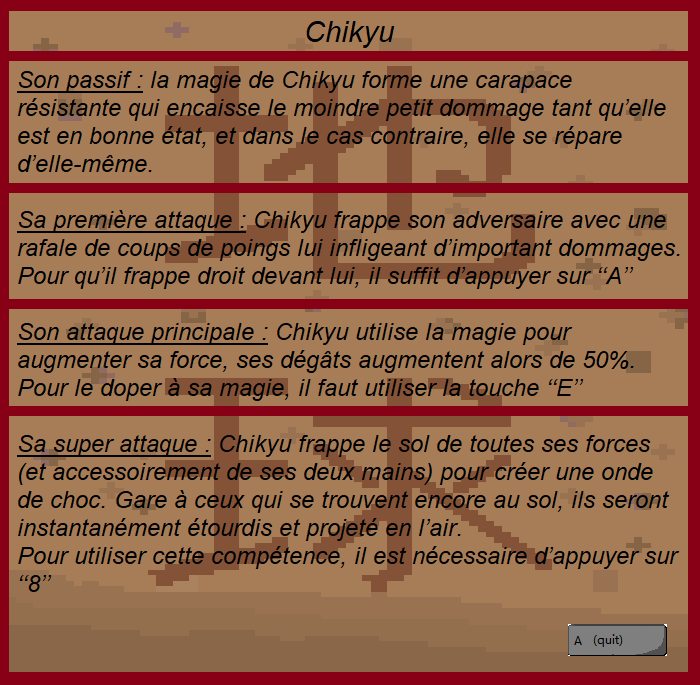 Chikyu
Son passif : la magie de Chikyu forme une carapace
résistante qui encaisse le moindre petit dommage tant qu’elle
est en bonne état, et dans le cas contraire, elle se répare
d’elle-même.
地
Sa première attaque : Chikyu frappe son adversaire avec une
rafale de coups de poings lui infligeant d’important dommages.
Pour qu’il frappe droit devant lui, il suffit d’appuyer sur “A”
Son attaque principale : Chikyu utilise la magie pour
augmenter sa force, ses dégâts augmentent alors de 50%.
Pour le doper à sa magie, il faut utiliser la touche “E”
球
Sa super attaque : Chikyu frappe le sol de toutes ses forces
(et accessoirement de ses deux mains) pour créer une onde
de choc. Gare à ceux qui se trouvent encore au sol, ils seront
instantanément étourdis et projeté en l’air.
Pour utiliser cette compétence, il est nécessaire d’appuyer sur
“8”
A (quit)